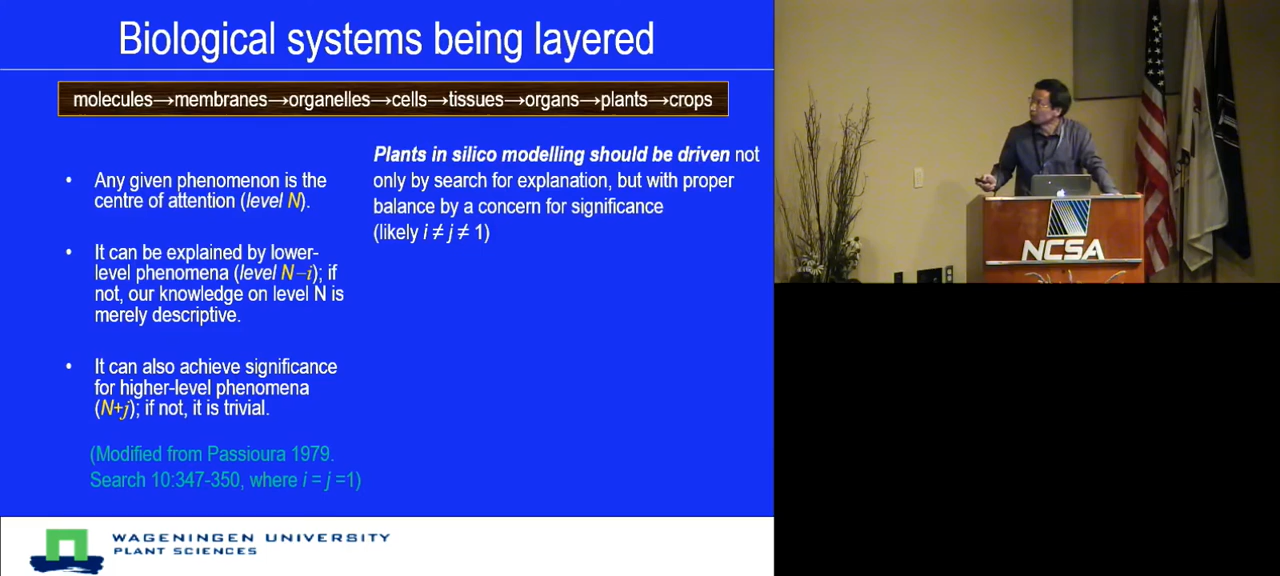 Biological systems being layered
molecules→membranes→organelles→cells→tissues→organs→plants→crops
• Any given phenomenon is the
centre of attention (level N).
• It can be explained by lower-
level phenomena (level N−i); if
not, our knowledge on level N is
merely descriptive.
• It can also achieve significance
for higher-level phenomena
(N+j); if not, it is trivial.
(Modified from Passioura 1979.
Search 10:347-350, where i = j =1)
Plants in silico modelling should be driven not
only by search for explanation, but with proper
balance by a concern for significance
(likely i ≠ j ≠ 1)
WAGENINGEN UNIVERSITY
PLANT SCIENCES
NCSA